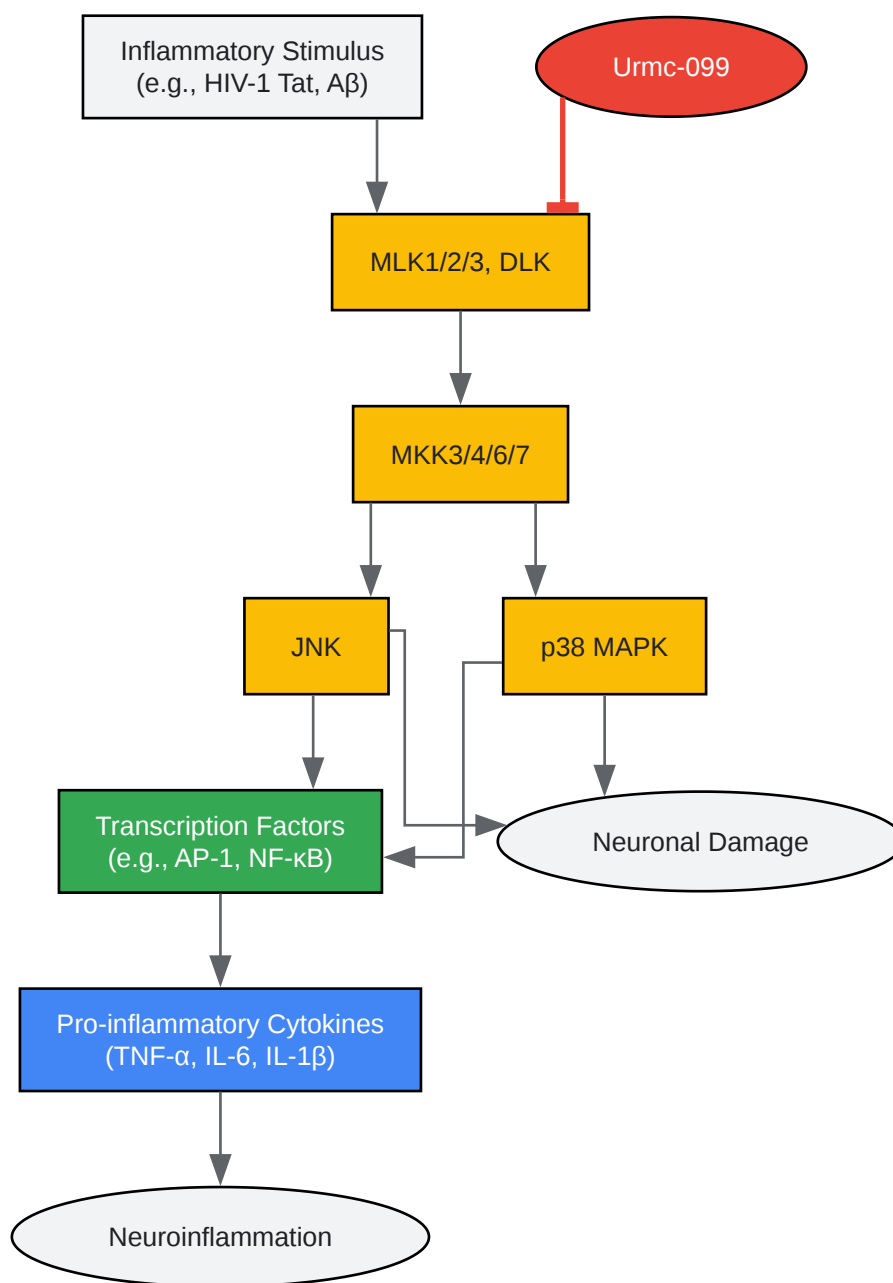 Inflammatory Stimulus
(e.g., HIV-1 Tat, Aβ)
Urmc-099
MLK1/2/3, DLK
MKK3/4/6/7
JNK
p38 MAPK
Transcription Factors
(e.g., AP-1, NF-κB)
Neuronal Damage
Pro-inflammatory Cytokines
(TNF-α, IL-6, IL-1β)
Neuroinflammation